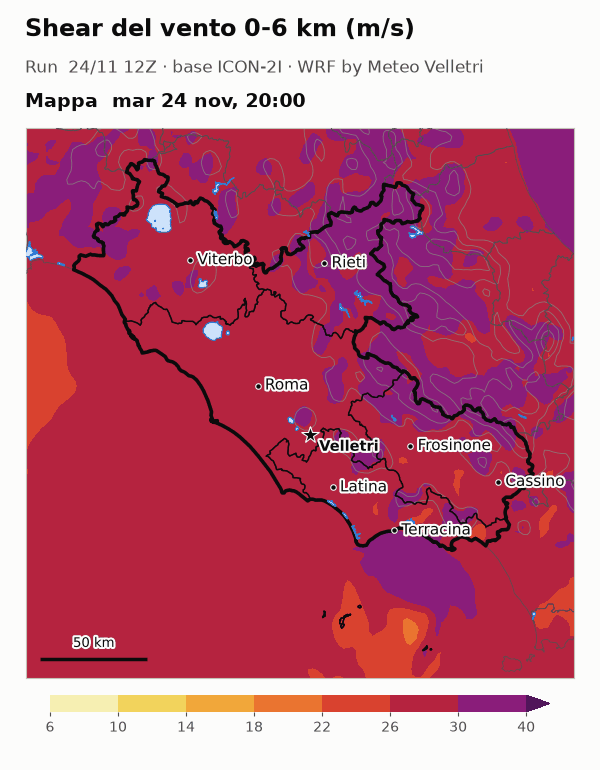 Shear del vento 0-6 km (m/s)
Run  24/11 12Z · base ICON-2I · WRF by Meteo Velletri
Mappa  mar 24 nov, 20:00
Viterbo
Rieti
Roma
Velletri
Frosinone
Cassino
Latina
Terracina
50 km
6 10 14 18 22 26 30 40